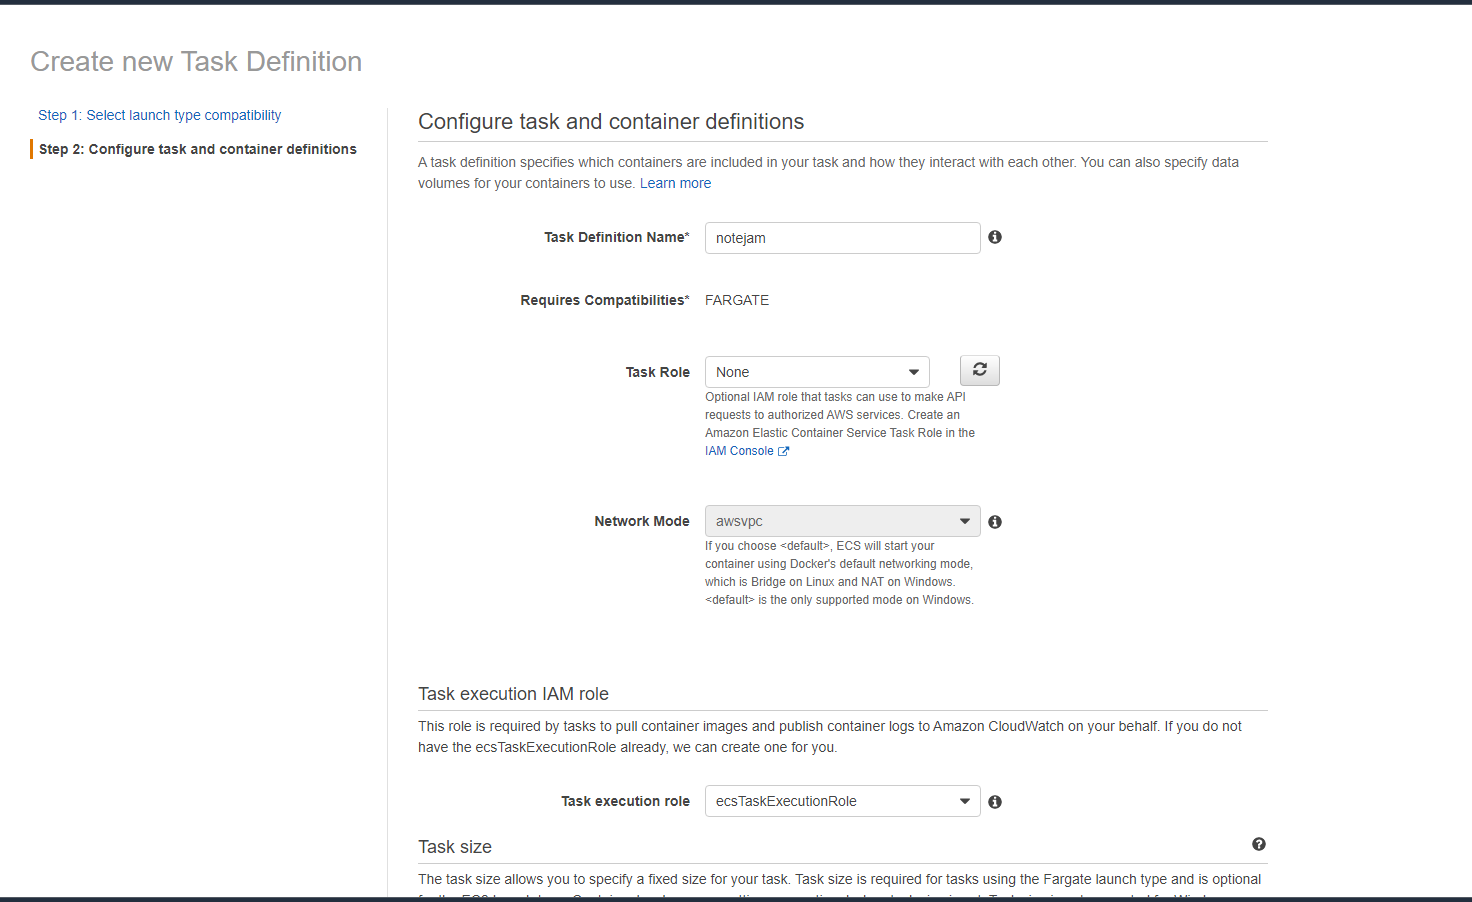 Create new Task Definition
Step 1: Select launch type compatibility
Step 2: Configure task and container definitions
Configure task and container definitions
A task definition specifies which containers are included in your task and how they interact with each other. You can also specify data
volumes for your containers to use. Learn more
Task Definition Name*
notejam
Requires Compatibilities*
FARGATE
Task Role
None
Optional IAM role that tasks can use to make API
requests to authorized AWS services. Create an
Amazon Elastic Container Service Task Role in the
IAM Console
Network Mode
awsvpc
If you choose <default>, ECS will start your
container using Docker's default networking mode,
which is Bridge on Linux and NAT on Windows.
<default> is the only supported mode on Windows.
Task execution IAM role
This role is required by tasks to pull container images and publish container logs to Amazon CloudWatch on your behalf. If you do not
have the ecsTaskExecutionRole already, we can create one for you.
Task execution role
ecsTaskExecutionRole
Task size
The task size allows you to specify a fixed size for your task. Task size is required for tasks using the Fargate launch type and is optional